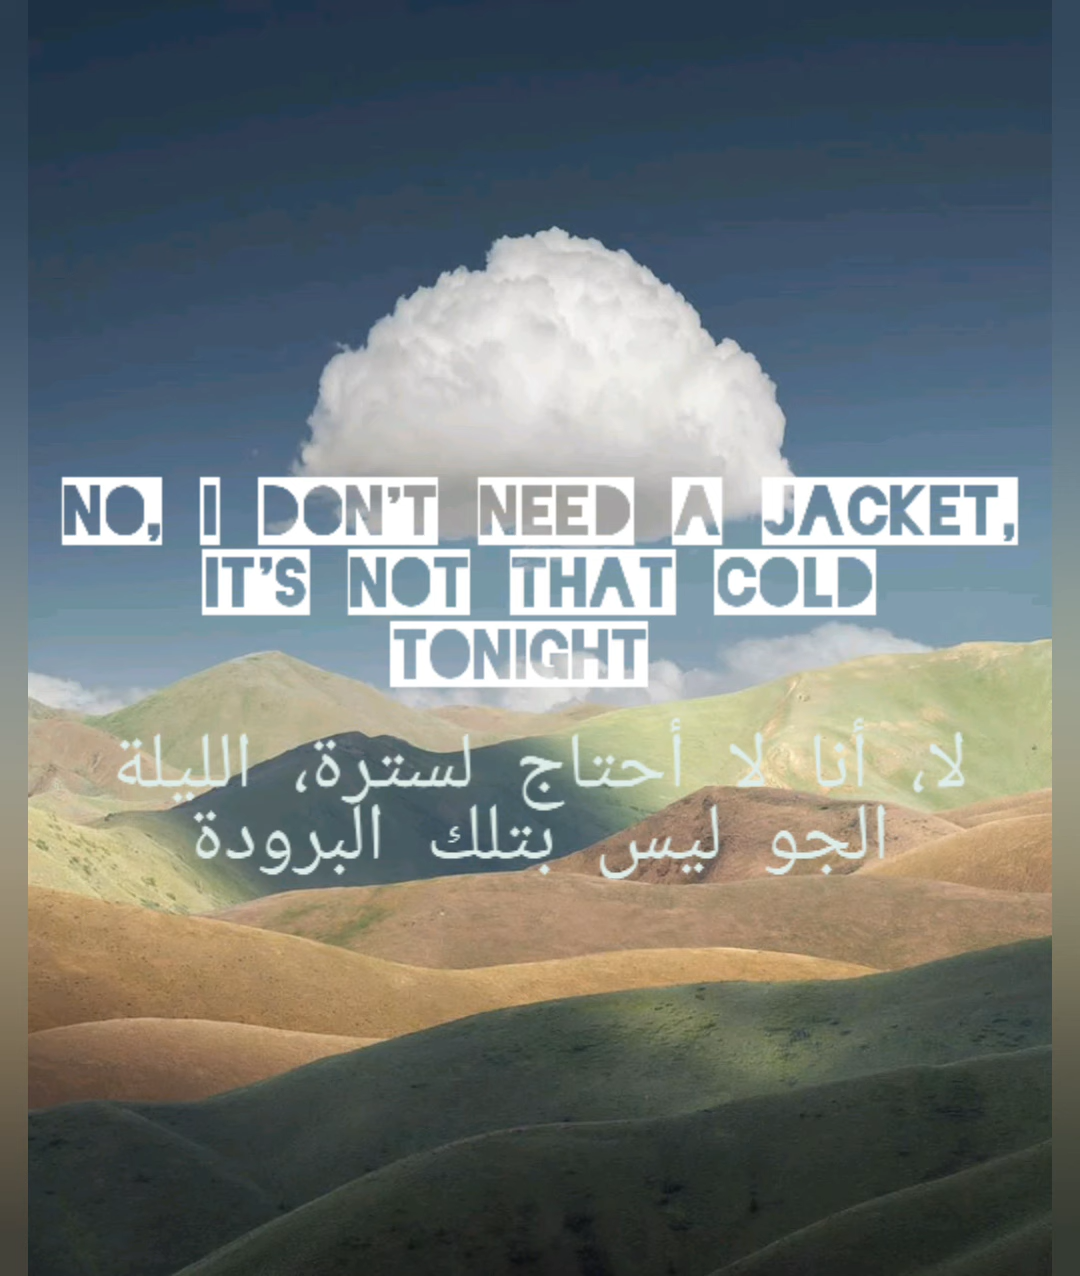 NO, I DON'T NEED A JACKET,
IT'S NOT THAT COLD
TONIGHT
لا، أنا لا أحتاج لسترة، الليلة
الجو ليس بتلك البرودة